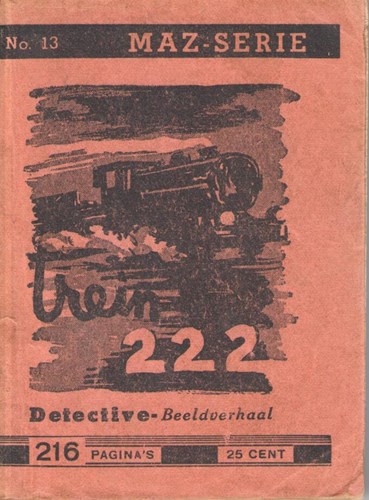 No. 13 MAZ-SERIE
trein
222
Detective-Beeldverhaal
216 PAGINA'S 25 CENT